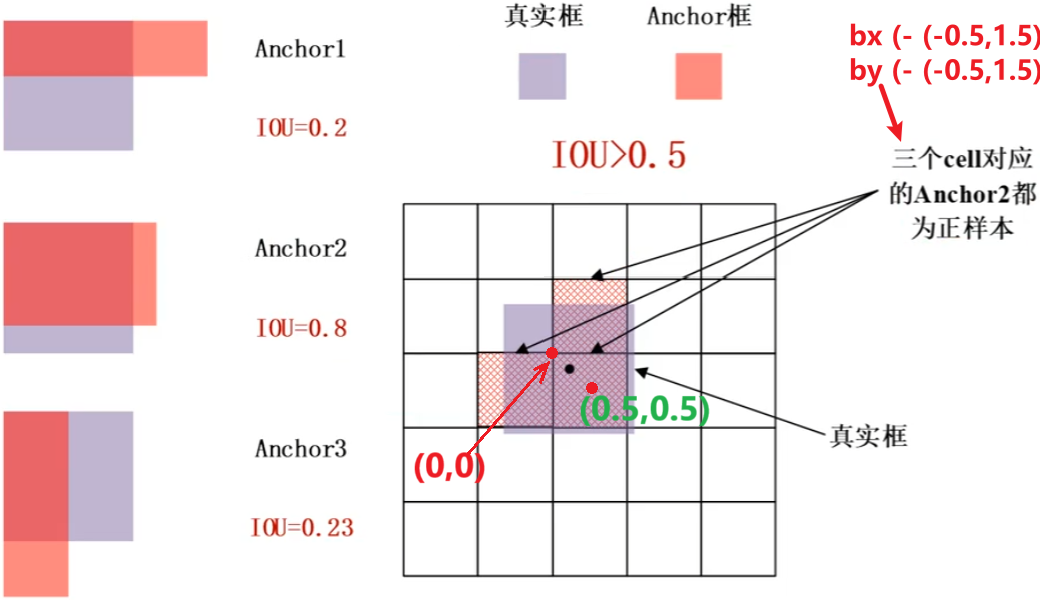 Anchor1
IOU=0.2
Anchor2
IOU=0.8
Anchor3
IOU=0.23
真实框
Anchor框
IOU>0.5
bx (- (-0.5,1.5)
by (- (-0.5,1.5)
三个cell对应
的Anchor2都
为正样本
(0.5,0.5)
(0,0)
真实框